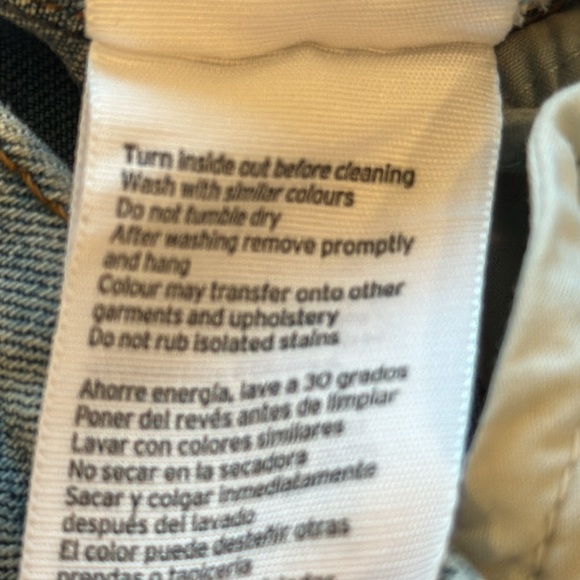 Turn inside out before cleaning
Wash with similar colours
Do not tumble dry
After washing remove promptly
and hang
Colour may transfer onto other
garments and upholstery
Do not rub isolated stains
Ahorre energía, lave a 30 grados
Poner del revés antes de limpiar
Lavar con colores similares
No secar en la secadora
Sacar y colgar inmediatamente
después del lavado
El color puede desteñir otras
prendas o tapicería